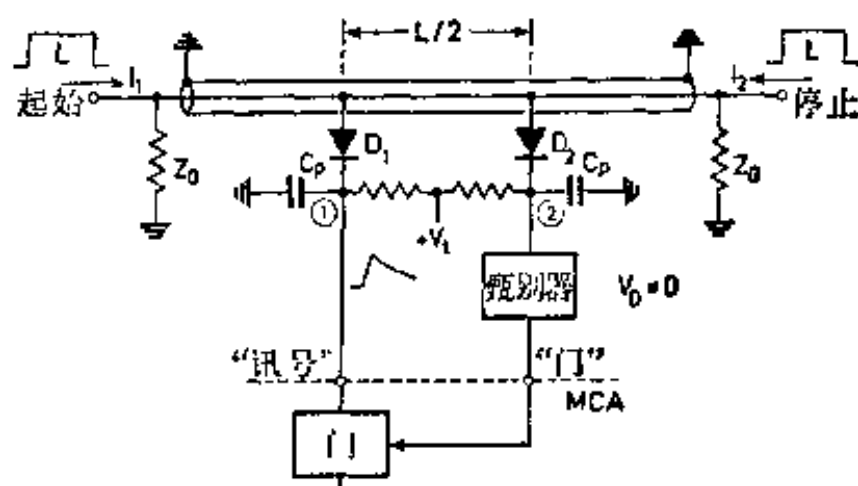 L
L/2
L
I₁
I₂
起始
停止
Z₀
D₁
D₂
Z₀
Cₚ
Cₚ
①
②
+V₁
甄别器
V_D = 0
“讯号”
“门”
MCA
门